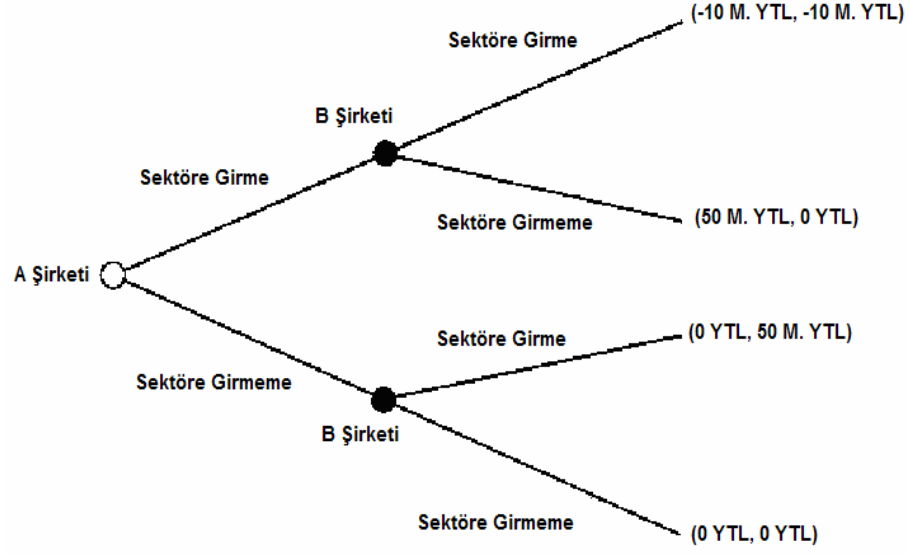 (-10 M. YTL, -10 M. YTL)
Sektöre Girme
B Şirketi
Sektöre Girme
Sektöre Girmeme
(50 M. YTL, 0 YTL)
A Şirketi
Sektöre Girme
(0 YTL, 50 M. YTL)
Sektöre Girmeme
B Şirketi
Sektöre Girmeme
(0 YTL, 0 YTL)